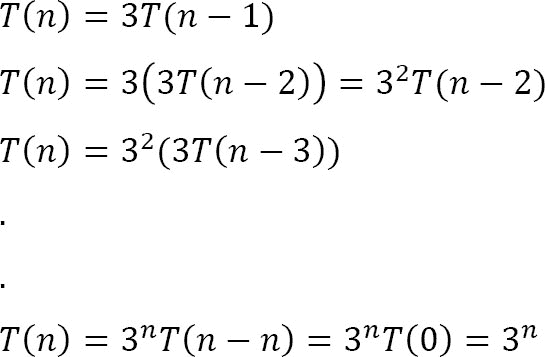 T(n) = 3T(n − 1)
T(n) = 3(3T(n − 2)) = 3²T(n − 2)
T(n) = 3²(3T(n − 3))
.
.
T(n) = 3ⁿT(n − n) = 3ⁿT(0) = 3ⁿ